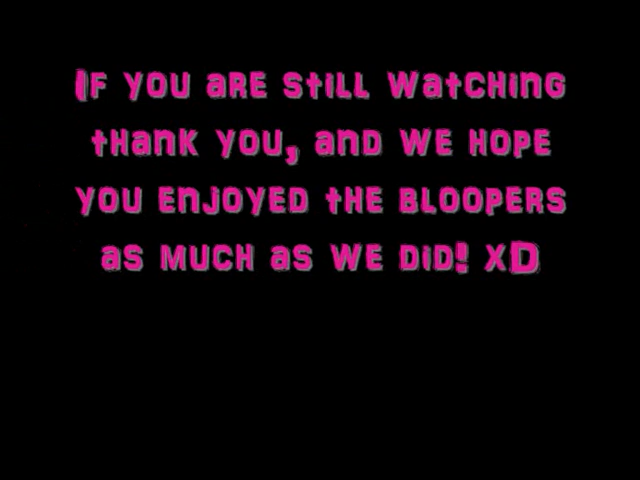 If you are still watching
thank you, and we hope
you enjoyed the bloopers
as much as we did! XD